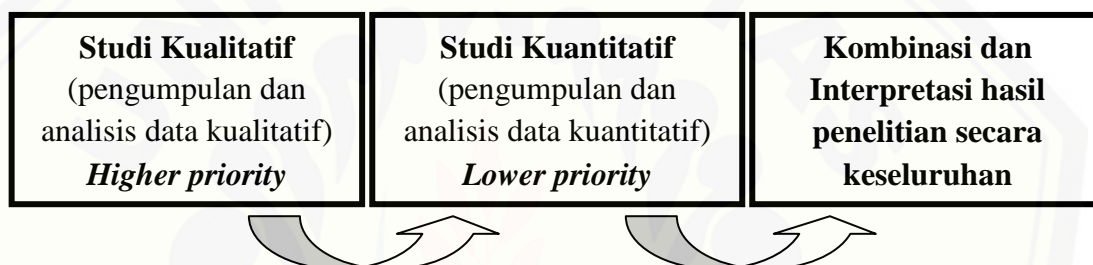 Studi Kualitatif
(pengumpulan dan
analisis data kualitatif)
Higher priority
Studi Kuantitatif
(pengumpulan dan
analisis data kuantitatif)
Lower priority
Kombinasi dan
Interpretasi hasil
penelitian secara
keseluruhan